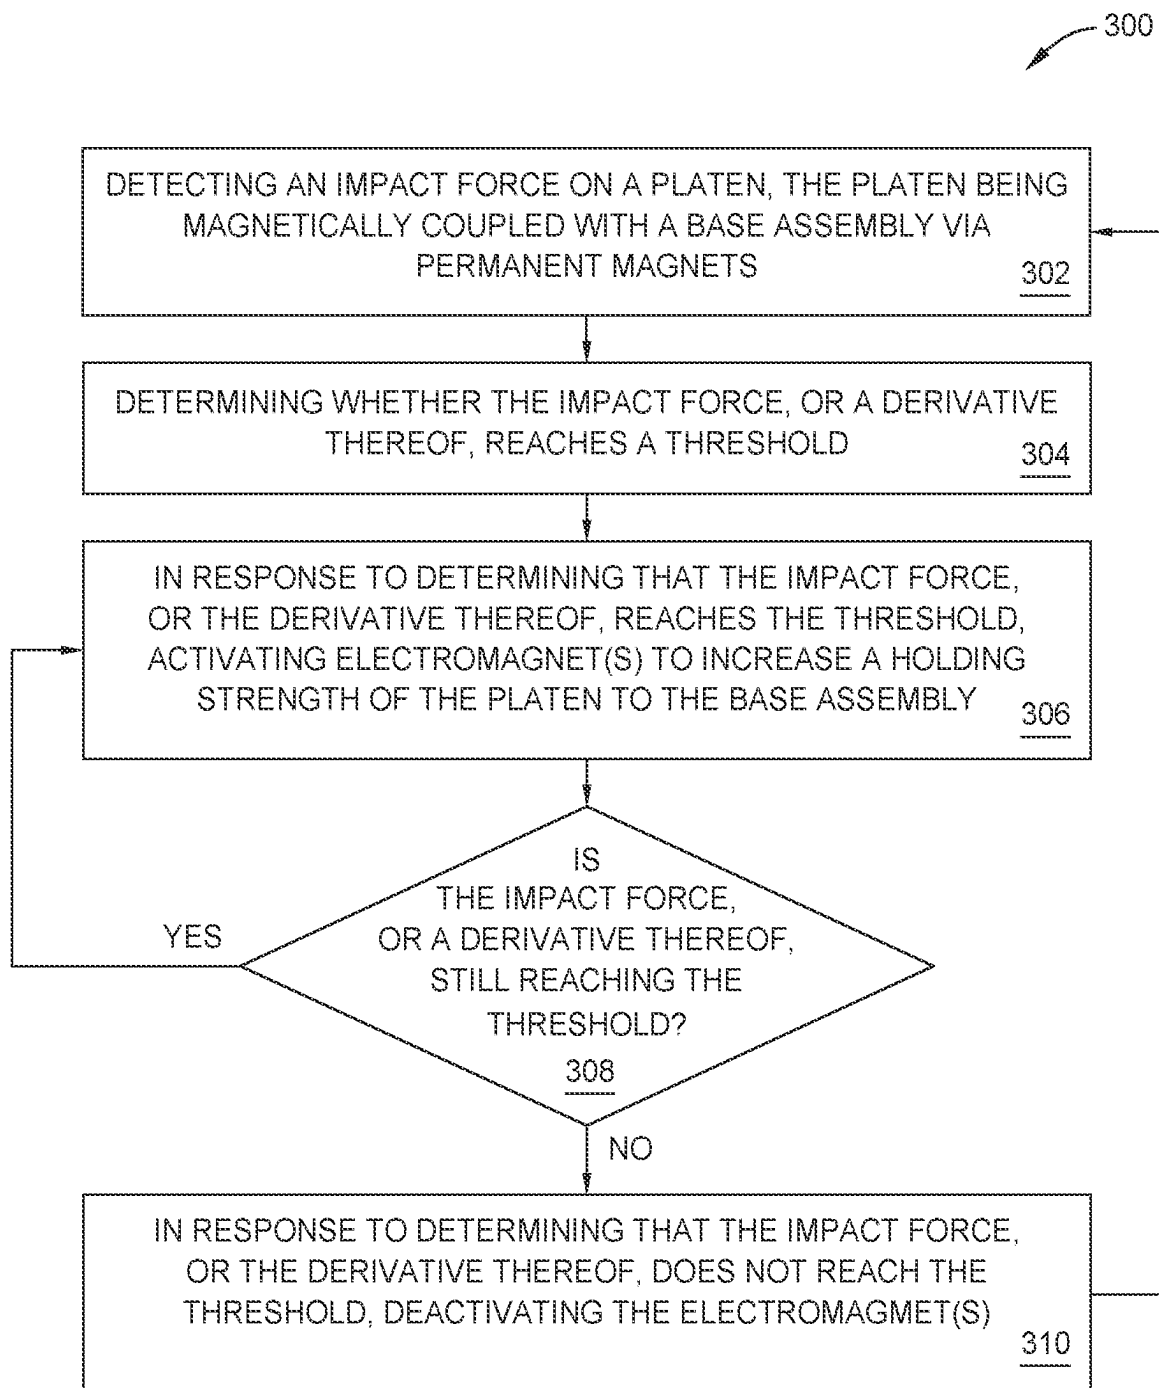 300
DETECTING AN IMPACT FORCE ON A PLATEN, THE PLATEN BEING
MAGNETICALLY COUPLED WITH A BASE ASSEMBLY VIA
PERMANENT MAGNETS
302
DETERMINING WHETHER THE IMPACT FORCE, OR A DERIVATIVE
THEREOF, REACHES A THRESHOLD
304
IN RESPONSE TO DETERMINING THAT THE IMPACT FORCE,
OR THE DERIVATIVE THEREOF, REACHES THE THRESHOLD,
ACTIVATING ELECTROMAGNET(S) TO INCREASE A HOLDING
STRENGTH OF THE PLATEN TO THE BASE ASSEMBLY
306
IS
THE IMPACT FORCE,
OR A DERIVATIVE THEREOF,
STILL REACHING THE
THRESHOLD?
308
YES
NO
IN RESPONSE TO DETERMINING THAT THE IMPACT FORCE,
OR THE DERIVATIVE THEREOF, DOES NOT REACH THE
THRESHOLD, DEACTIVATING THE ELECTROMAGMET(S)
310